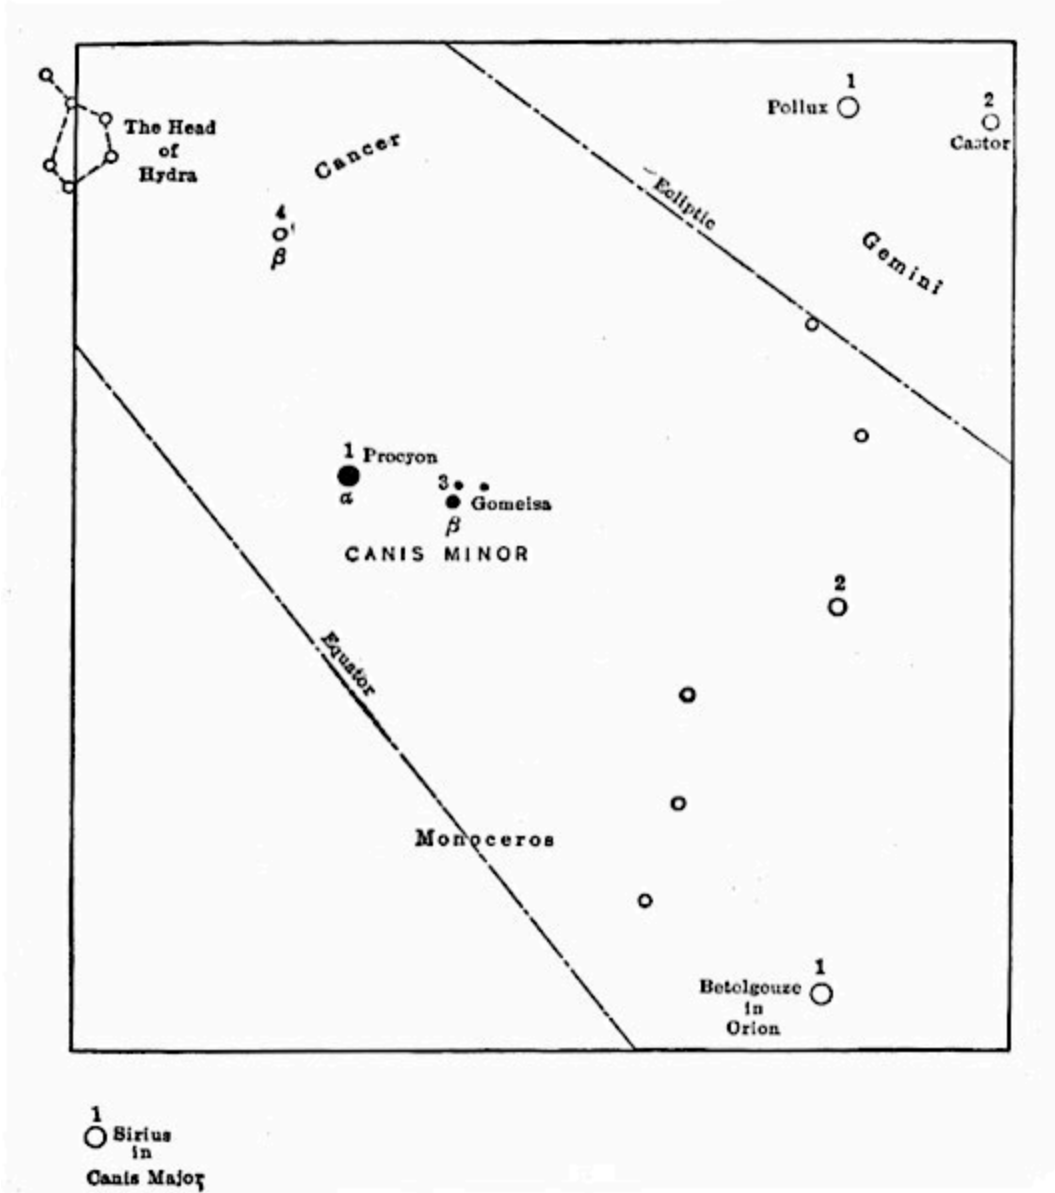 1
Pollux
2
Castor
The Head
of
Hydra
Cancer
Ecliptic
Gemini
4
β
1 Procyon
α
3
Gomeisa
β
CANIS MINOR
2
Equator
Monoceros
1
Betelgouze
in
Orion
1
Sirius
in
Canis Major